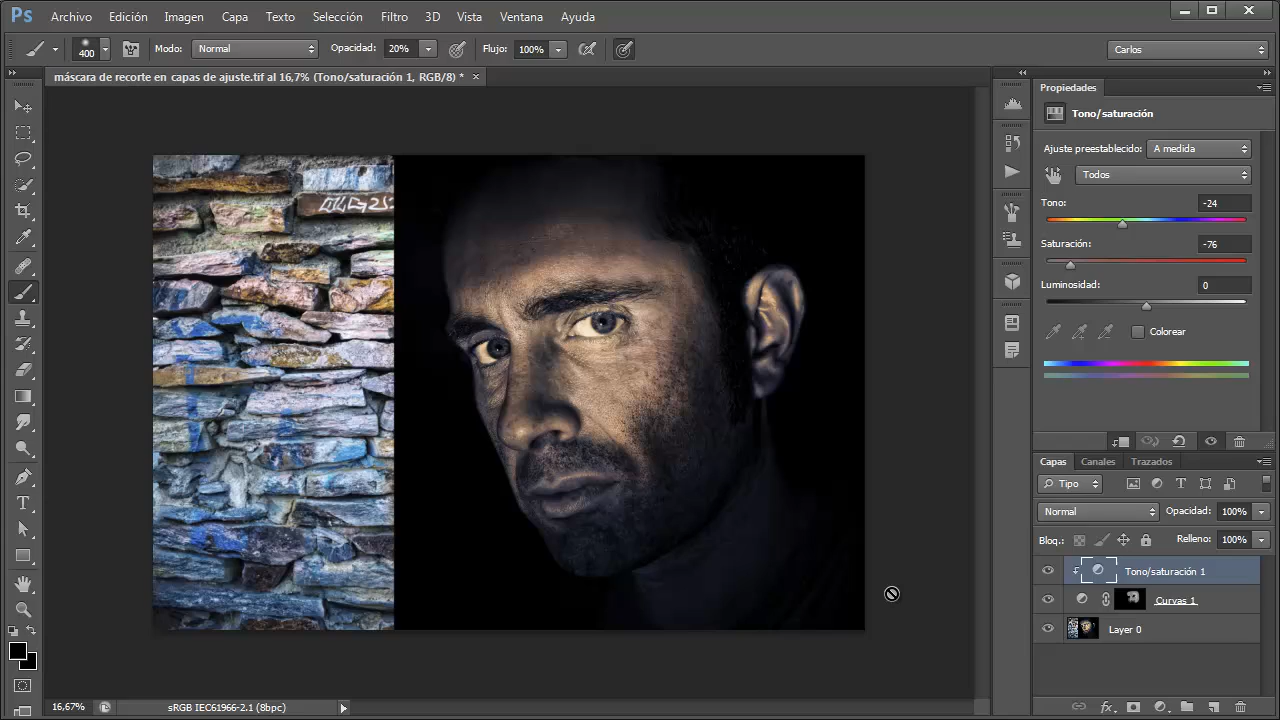 Ps Archivo Edición Imagen Capa Texto Selección Filtro 3D Vista Ventana Ayuda
400 Modo: Normal Opacidad: 20% Flujo: 100% Carlos
máscara de recorte en capas de ajuste.tif al 16,7% (Tono/saturación 1, RGB/8) *
Propiedades
Tono/saturación
Ajuste preestablecido: A medida
Todos
Tono: -24
Saturación: -76
Luminosidad: 0
Colorear
Capas Canales Trazados
Tipo
Normal Opacidad: 100%
Bloq.: Relleno: 100%
Tono/saturación 1
Curvas 1
Layer 0
16,67% sRGB IEC61966-2.1 (8bpc)